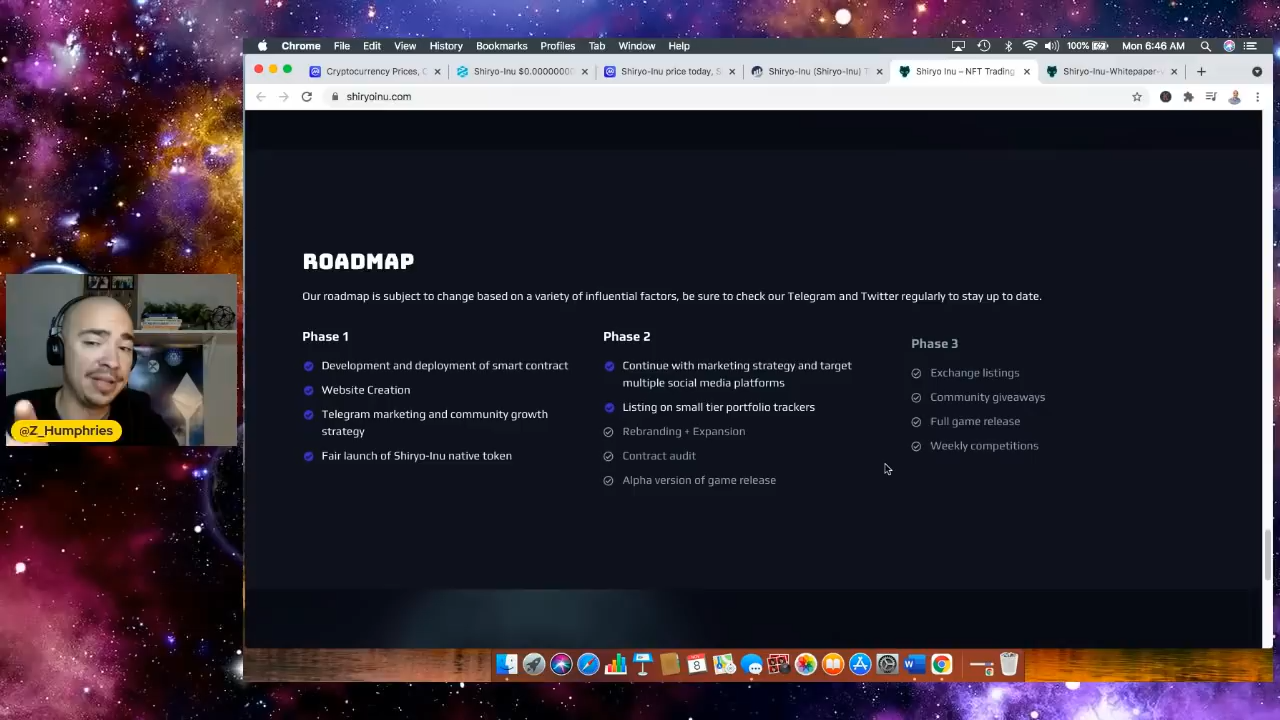 Chrome File Edit View History Bookmarks Profiles Tab Window Help 100% Mon 6:46 AM
Cryptocurrency Prices, C Shiryo-Inu $0.0000000 Shiryo-Inu price today, S Shiryo-Inu (Shiryo-Inu) T Shiryo Inu – NFT Trading Shiryo-Inu-Whitepaper-
shiryoinu.com
ROADMAP
Our roadmap is subject to change based on a variety of influential factors, be sure to check our Telegram and Twitter regularly to stay up to date.
Phase 1
Development and deployment of smart contract
Website Creation
Telegram marketing and community growth
strategy
Fair launch of Shiryo-Inu native token
Phase 2
Continue with marketing strategy and target
multiple social media platforms
Listing on small tier portfolio trackers
Rebranding + Expansion
Contract audit
Alpha version of game release
Phase 3
Exchange listings
Community giveaways
Full game release
Weekly competitions
@Z_Humphries
8